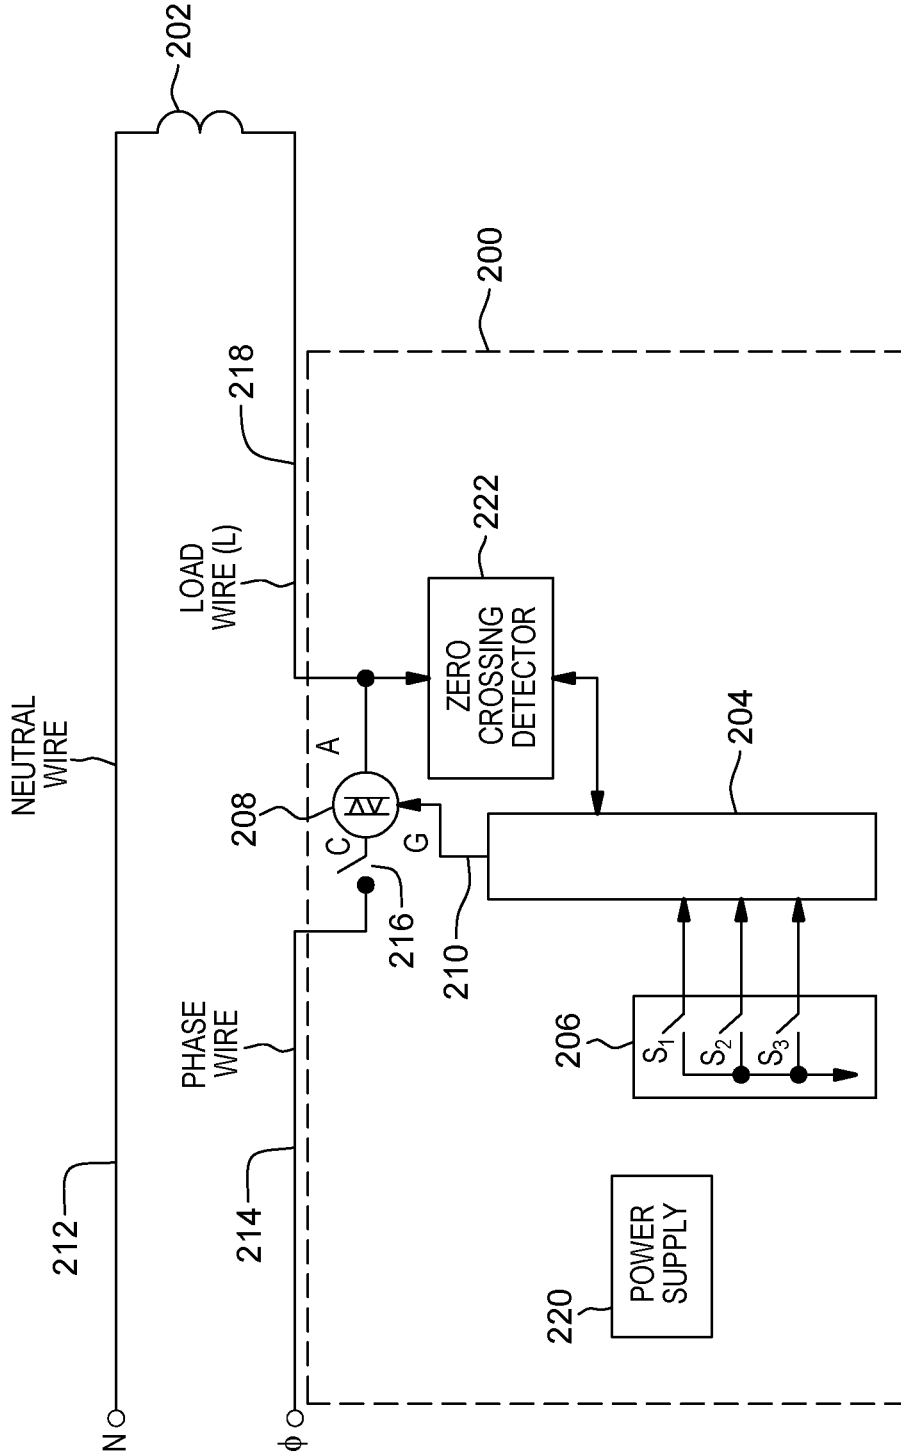 202
NEUTRAL
WIRE
212
N
218
LOAD
WIRE (L)
PHASE
WIRE
214
ϕ
200
208
A
C
G
216
210
222
ZERO
CROSSING
DETECTOR
204
206
S1
S2
S3
220
POWER
SUPPLY